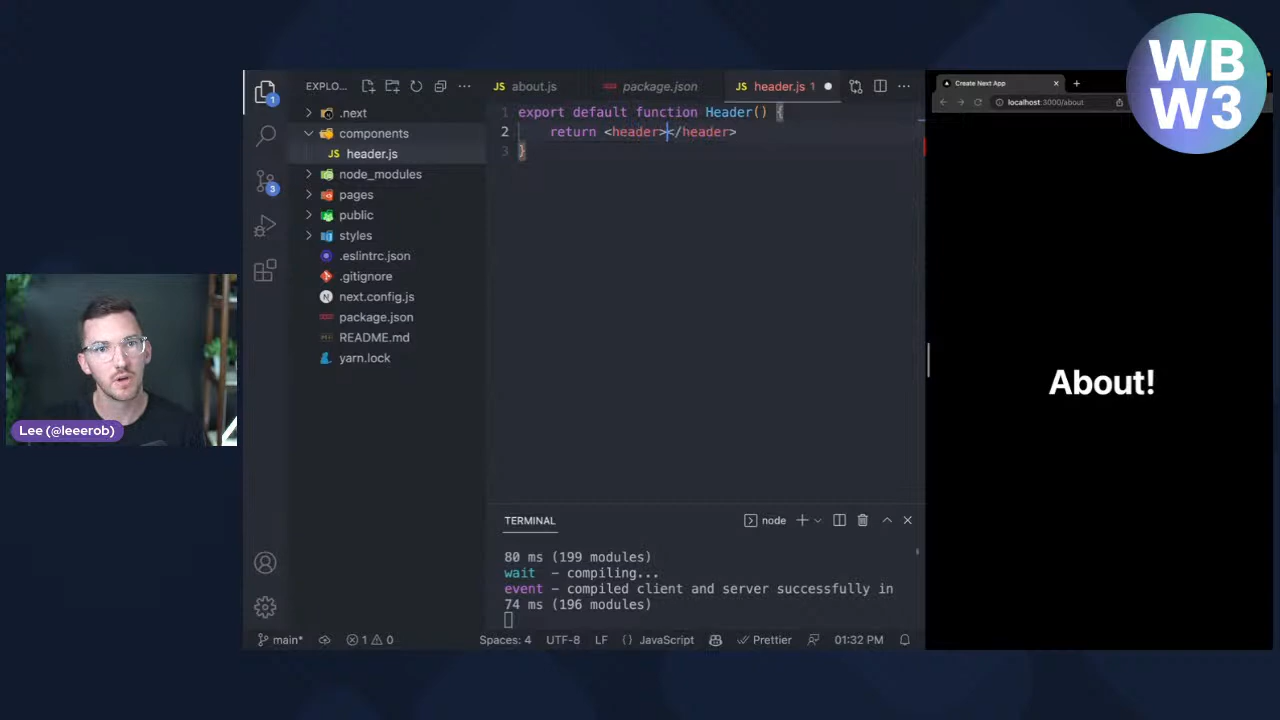 WB
W3
EXPLO...
about.js
package.json
header.js 1
Create Next App
localhost:3000/about
.next
components
header.js
node_modules
pages
public
styles
.eslintrc.json
.gitignore
next.config.js
package.json
README.md
yarn.lock
1 export default function Header() {
2 return <header></header>
3 }
About!
Lee (@leeerob)
1
3
TERMINAL
node
80 ms (199 modules)
wait - compiling...
event - compiled client and server successfully in
74 ms (196 modules)
main*
1 0
Spaces: 4
UTF-8
LF
{ } JavaScript
Prettier
01:32 PM